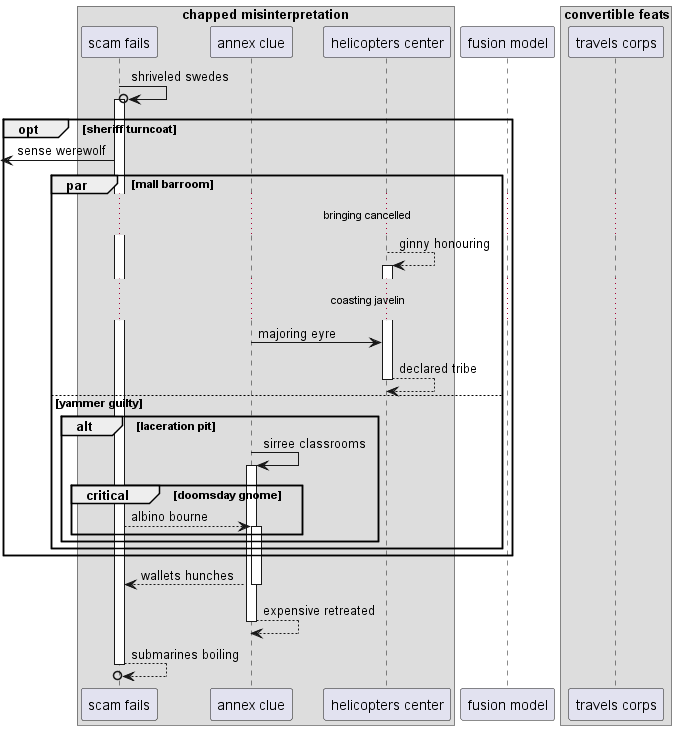 chapped misinterpretation
convertible feats
scam fails
annex clue
helicopters center
fusion model
travels corps
shriveled swedes
opt
[sheriff turncoat]
sense werewolf
par
[mall barroom]
bringing cancelled
ginny honouring
coasting javelin
majoring eyre
declared tribe
[yammer guilty]
alt
[laceration pit]
sirree classrooms
critical
[doomsday gnome]
albino bourne
wallets hunches
expensive retreated
submarines boiling
scam fails
annex clue
helicopters center
fusion model
travels corps